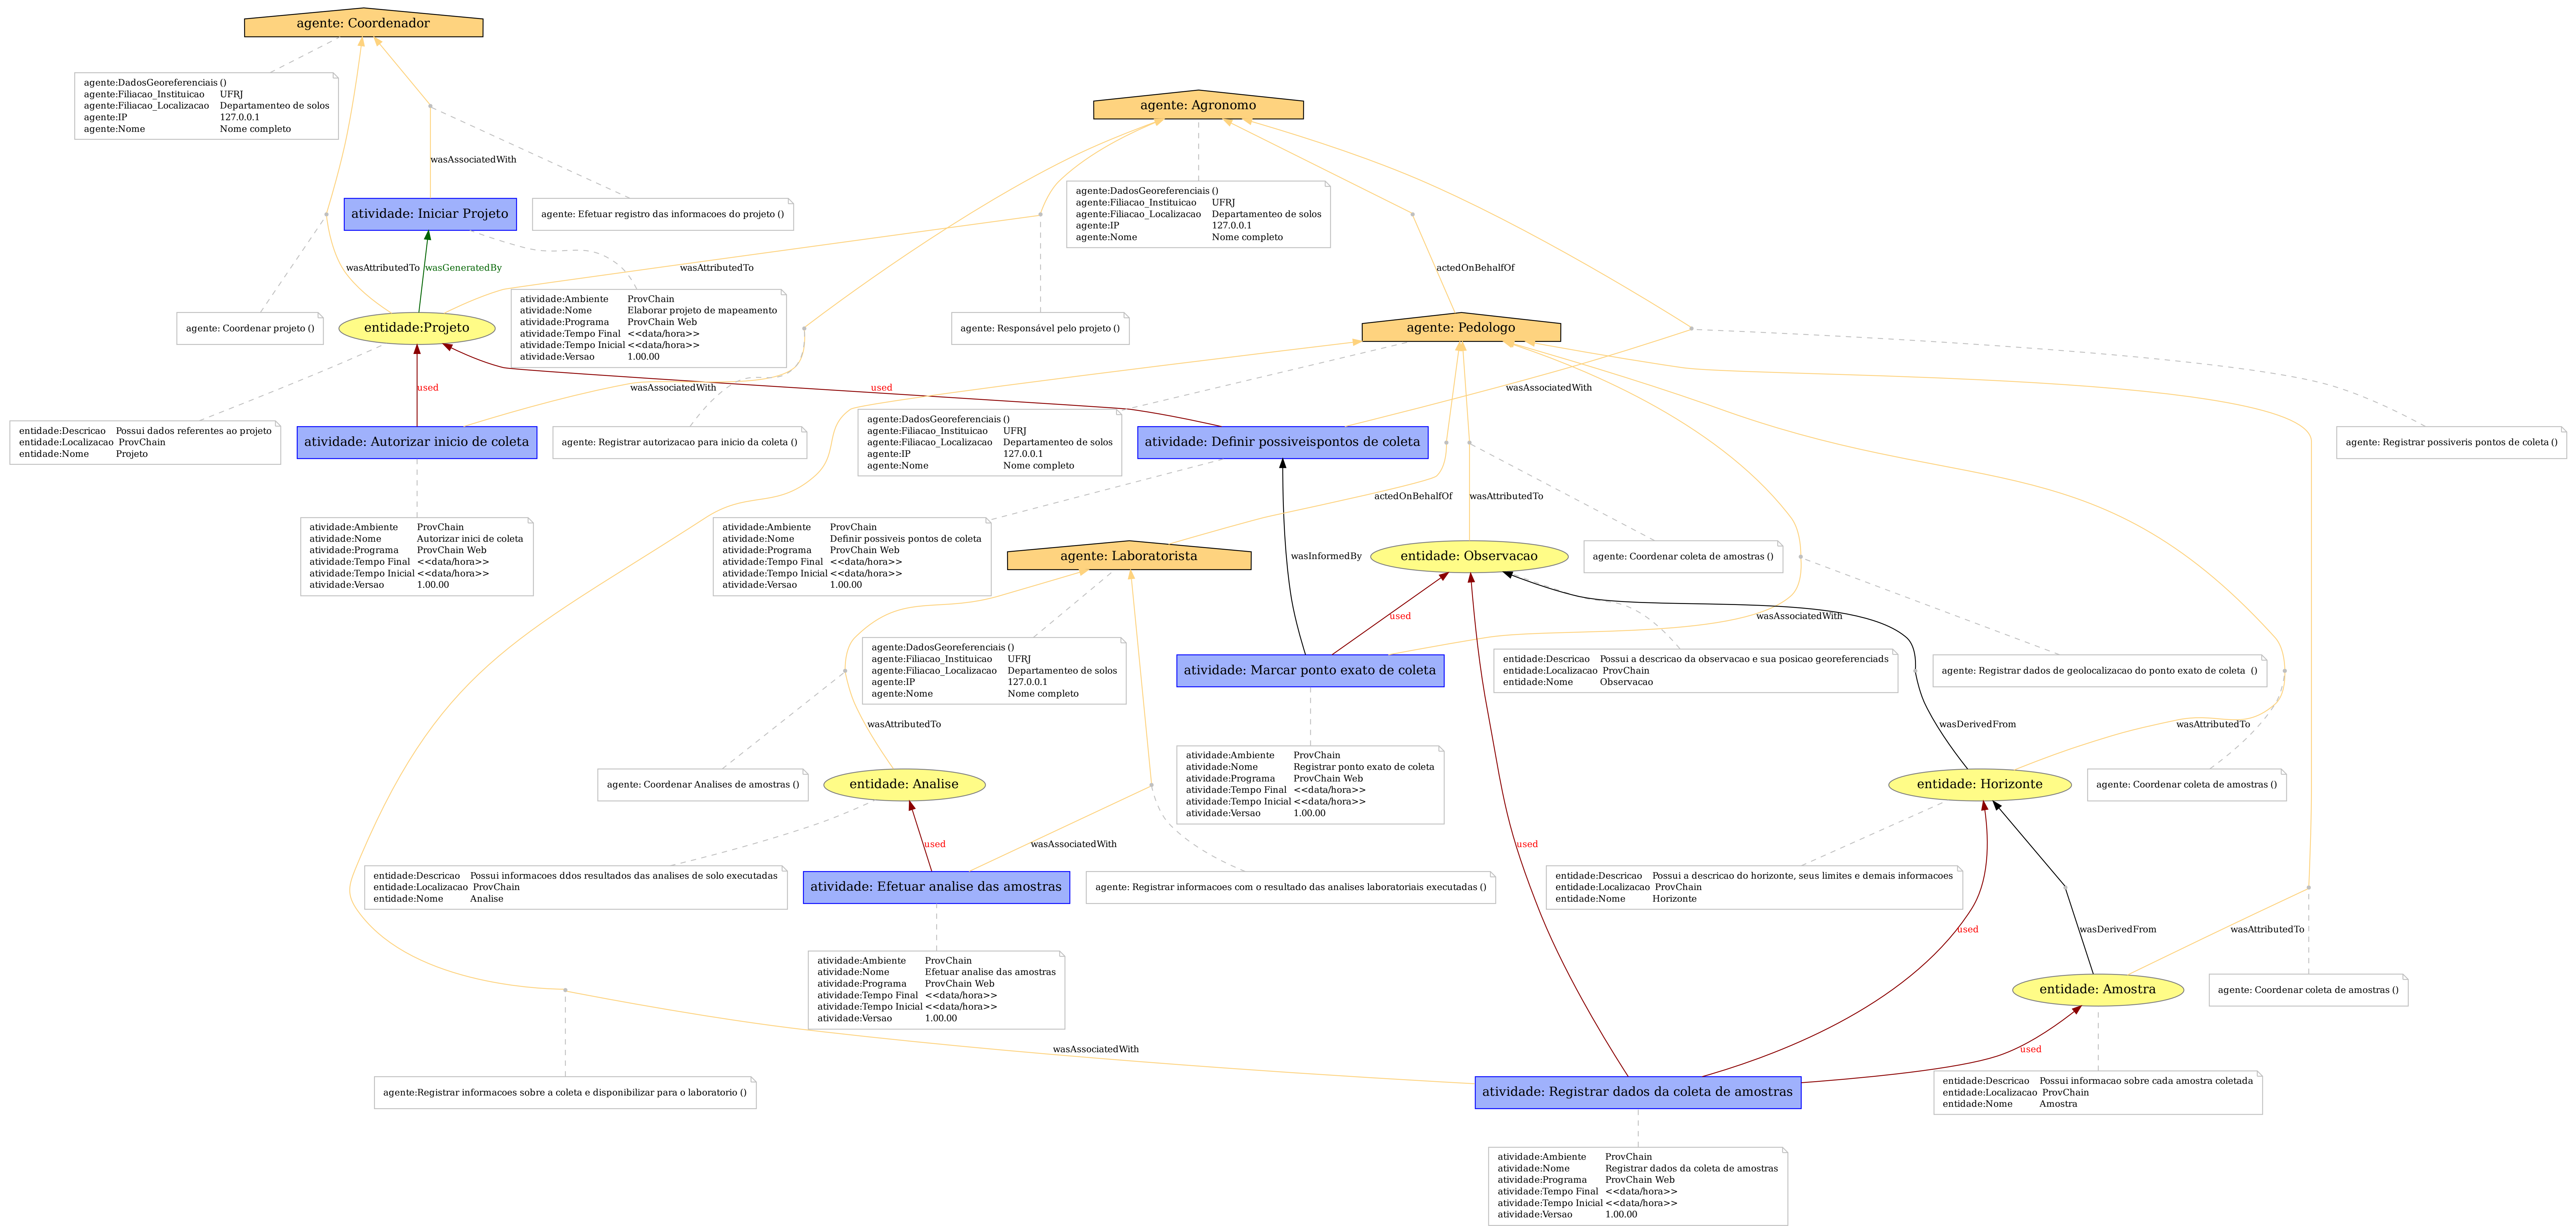 agente: Coordenador
agente:DadosGeoreferenciais ()
agente:Filiacao_Instituicao UFRJ
agente:Filiacao_Localizacao Departamenteo de solos
agente:IP 127.0.0.1
agente:Nome Nome completo
agente: Agronomo
wasAssociatedWith
agente:DadosGeoreferenciais ()
agente:Filiacao_Instituicao UFRJ
agente:Filiacao_Localizacao Departamenteo de solos
agente:IP 127.0.0.1
agente:Nome Nome completo
atividade: Iniciar Projeto
agente: Efetuar registro das informacoes do projeto ()
wasAttributedTo
wasGeneratedBy
wasAttributedTo
actedOnBehalfOf
agente: Coordenar projeto ()
entidade:Projeto
atividade:Ambiente ProvChain
atividade:Nome Elaborar projeto de mapeamento
atividade:Programa ProvChain Web
atividade:Tempo Final <<data/hora>>
atividade:Tempo Inicial <<data/hora>>
atividade:Versao 1.00.00
agente: Responsável pelo projeto ()
agente: Pedologo
used
wasAssociatedWith
used
wasAssociatedWith
entidade:Descricao Possui dados referentes ao projeto
entidade:Localizacao ProvChain
entidade:Nome Projeto
atividade: Autorizar inicio de coleta
agente: Registrar autorizacao para inicio da coleta ()
agente:DadosGeoreferenciais ()
agente:Filiacao_Instituicao UFRJ
agente:Filiacao_Localizacao Departamenteo de solos
agente:IP 127.0.0.1
agente:Nome Nome completo
atividade: Definir possiveispontos de coleta
agente: Registrar possiveris pontos de coleta ()
actedOnBehalfOf
wasAttributedTo
atividade:Ambiente ProvChain
atividade:Nome Autorizar inici de coleta
atividade:Programa ProvChain Web
atividade:Tempo Final <<data/hora>>
atividade:Tempo Inicial <<data/hora>>
atividade:Versao 1.00.00
atividade:Ambiente ProvChain
atividade:Nome Definir possiveis pontos de coleta
atividade:Programa ProvChain Web
atividade:Tempo Final <<data/hora>>
atividade:Tempo Inicial <<data/hora>>
atividade:Versao 1.00.00
agente: Laboratorista
wasInformedBy
entidade: Observacao
agente: Coordenar coleta de amostras ()
used
wasAssociatedWith
agente:DadosGeoreferenciais ()
agente:Filiacao_Instituicao UFRJ
agente:Filiacao_Localizacao Departamenteo de solos
agente:IP 127.0.0.1
agente:Nome Nome completo
atividade: Marcar ponto exato de coleta
entidade:Descricao Possui a descricao da observacao e sua posicao georeferenciads
entidade:Localizacao ProvChain
entidade:Nome Observacao
agente: Registrar dados de geolocalizacao do ponto exato de coleta ()
wasAttributedTo
wasDerivedFrom
wasAttributedTo
agente: Coordenar Analises de amostras ()
entidade: Analise
atividade:Ambiente ProvChain
atividade:Nome Registrar ponto exato de coleta
atividade:Programa ProvChain Web
atividade:Tempo Final <<data/hora>>
atividade:Tempo Inicial <<data/hora>>
atividade:Versao 1.00.00
entidade: Horizonte
agente: Coordenar coleta de amostras ()
used
wasAssociatedWith
used
entidade:Descricao Possui informacoes ddos resultados das analises de solo executadas
entidade:Localizacao ProvChain
entidade:Nome Analise
atividade: Efetuar analise das amostras
agente: Registrar informacoes com o resultado das analises laboratoriais executadas ()
entidade:Descricao Possui a descricao do horizonte, seus limites e demais informacoes
entidade:Localizacao ProvChain
entidade:Nome Horizonte
used
wasDerivedFrom
wasAttributedTo
atividade:Ambiente ProvChain
atividade:Nome Efetuar analise das amostras
atividade:Programa ProvChain Web
atividade:Tempo Final <<data/hora>>
atividade:Tempo Inicial <<data/hora>>
atividade:Versao 1.00.00
entidade: Amostra
agente: Coordenar coleta de amostras ()
wasAssociatedWith
used
agente:Registrar informacoes sobre a coleta e disponibilizar para o laboratorio ()
atividade: Registrar dados da coleta de amostras
entidade:Descricao Possui informacao sobre cada amostra coletada
entidade:Localizacao ProvChain
entidade:Nome Amostra
atividade:Ambiente ProvChain
atividade:Nome Registrar dados da coleta de amostras
atividade:Programa ProvChain Web
atividade:Tempo Final <<data/hora>>
atividade:Tempo Inicial <<data/hora>>
atividade:Versao 1.00.00